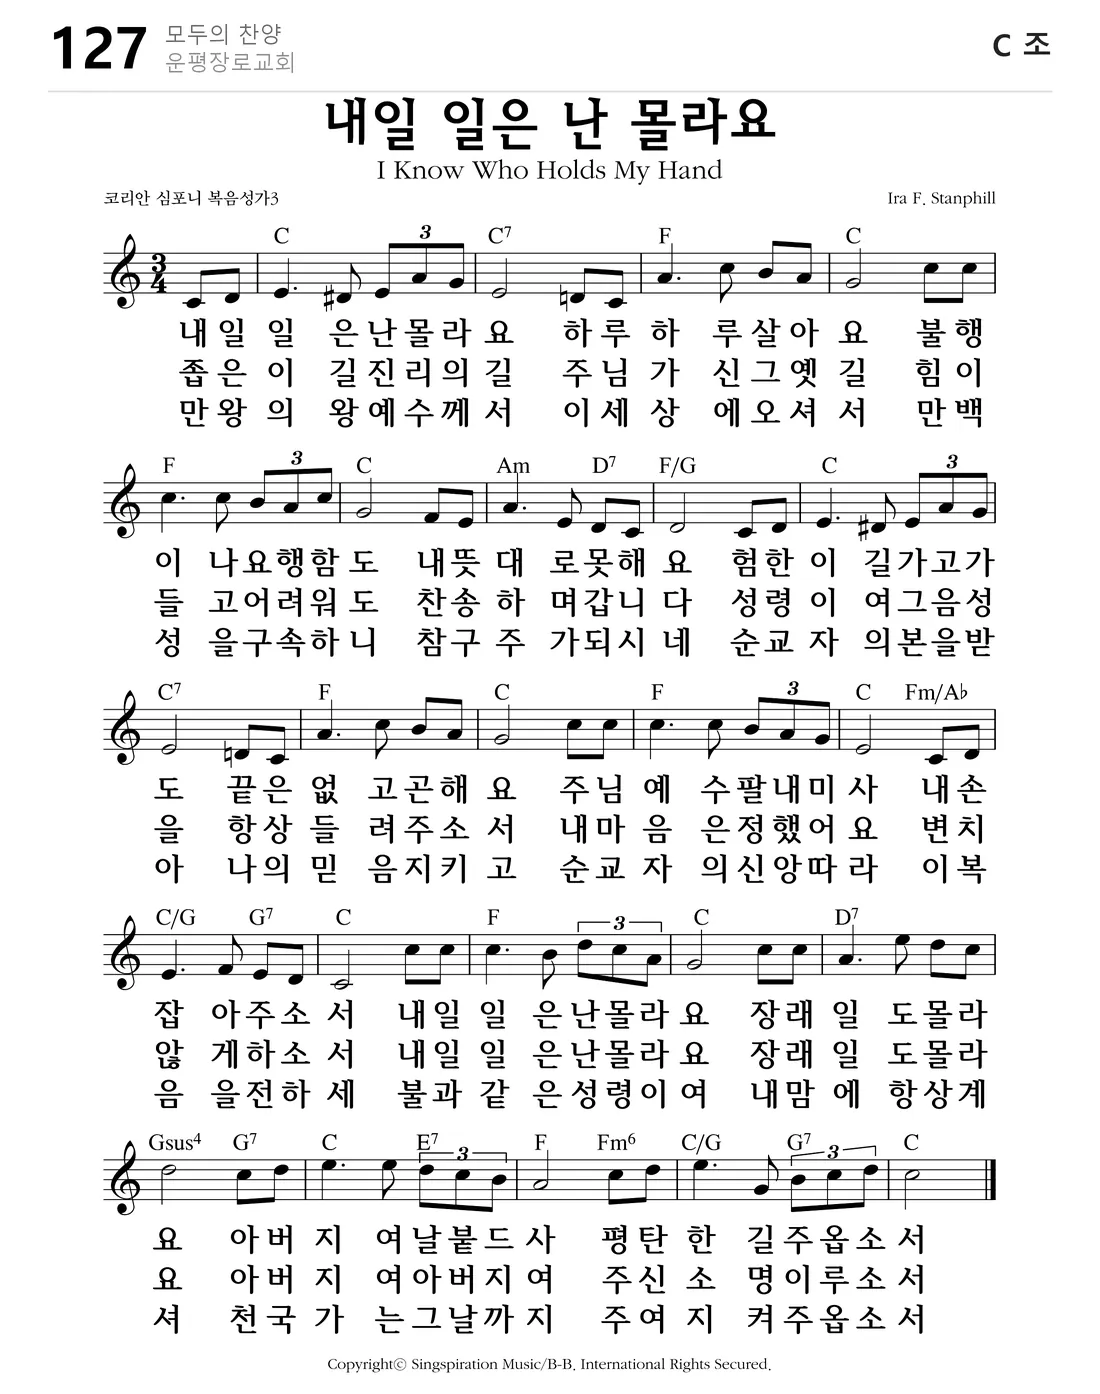 127 모두의 찬양
운평장로교회
C 조
내일 일은 난 몰라요
I Know Who Holds My Hand
코리안 심포니 복음성가3
Ira F. Stanphill
C 3 C7 F C
3/4
내일 일 은난몰라 요 하루 하 루살아 요 불행
좁은 이 길진리의 길 주님 가 신그옛 길 힘이
만왕 의 왕예수께 서 이세 상 에오셔 서 만백
F 3 C Am D7 F/G C 3
이 나요행함 도 내뜻 대 로못해 요 험한 이 길가고가
들 고어려워 도 찬송 하 며갑니 다 성령 이 여그음성
성 을구속하 니 참구 주 가되시 네 순교 자 의본을받
C7 F C F 3 C Fm/A♭
도 끝은 없 고곤해 요 주님 예 수팔내미 사 내손
을 항상 들 려주소 서 내마 음 은정했어 요 변치
아 나의 믿 음지키 고 순교 자 의신앙따 라 이복
C/G G7 C F 3 C D7
잡 아주소 서 내일 일 은난몰라 요 장래 일 도몰라
않 게하소 서 내일 일 은난몰라 요 장래 일 도몰라
음 을전하 세 불과 같 은성령이 여 내맘 에 항상계
Gsus4 G7 C E7 3 F Fm6 C/G G7 3 C
요 아버 지 여날붙드 사 평탄 한 길주옵소 서
요 아버 지 여아버지 여 주신 소 명이루소 서
셔 천국 가 는그날까 지 주여 지 켜주옵소 서
Copyrightⓒ Singspiration Music/B-B. International Rights Secured.